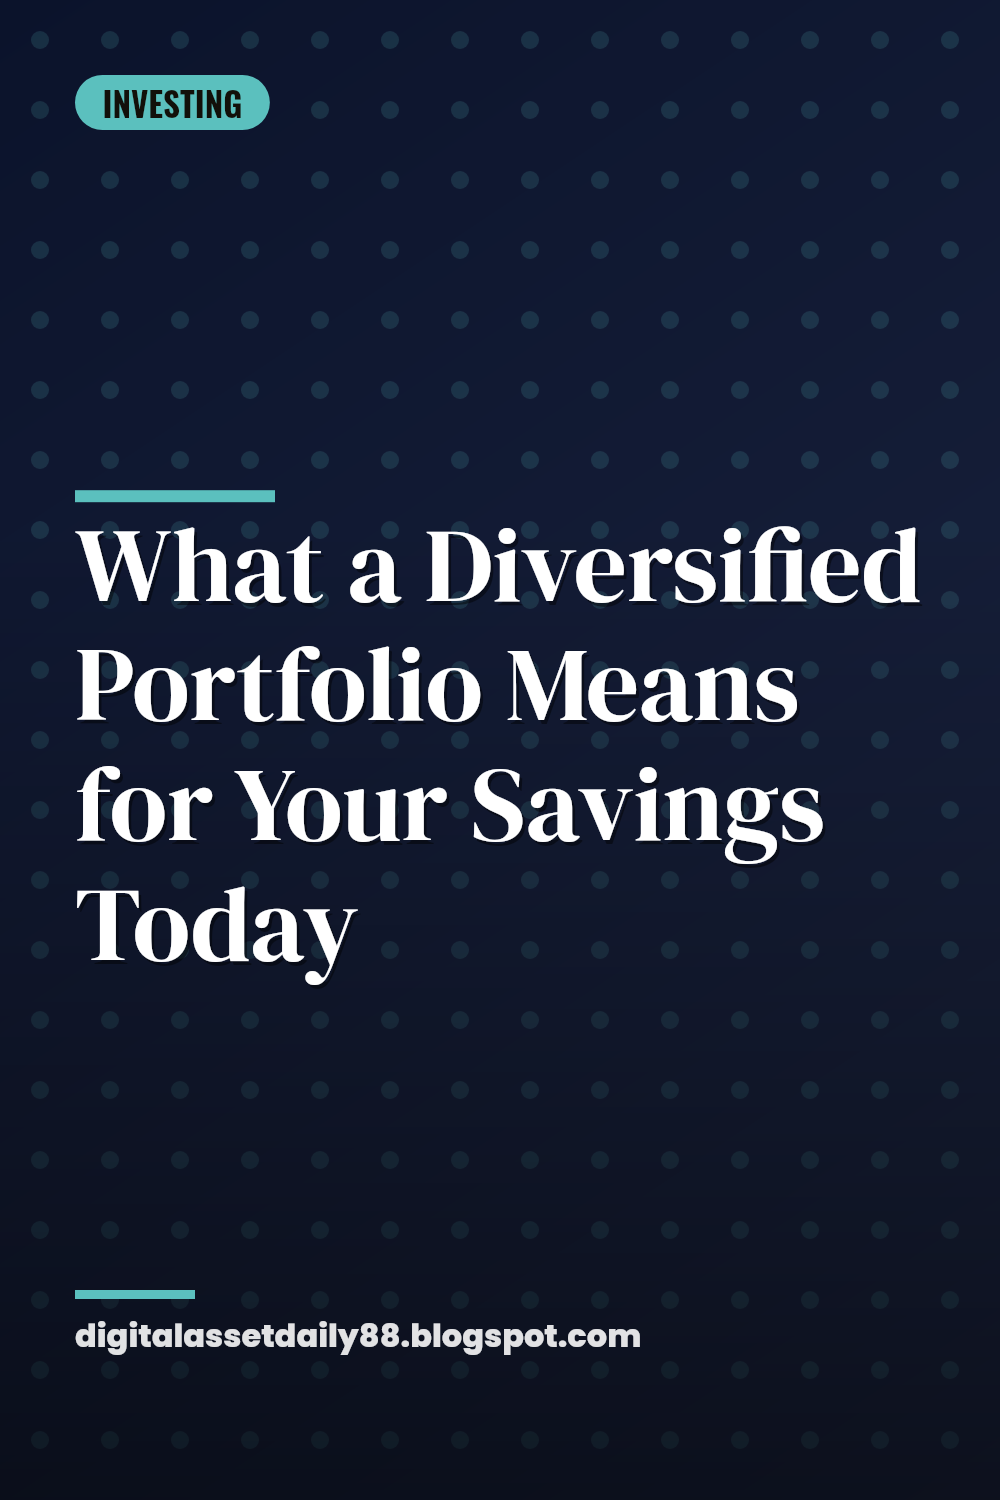 INVESTING
What a Diversified
Portfolio Means
for Your Savings
Today
digitalassetdaily88.blogspot.com